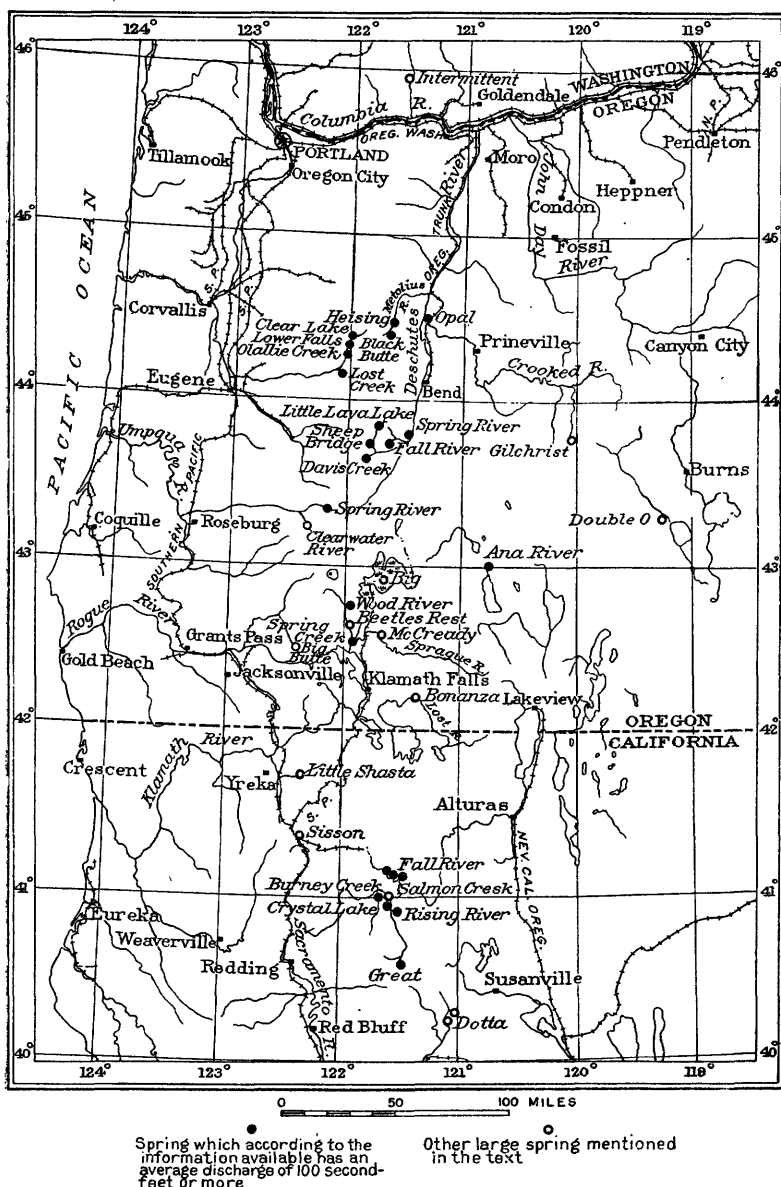 124° 123° 122° 121° 120° 119°
46° 46°
Intermittent
WASHINGTON
Goldendale
Columbia R.
OREGON
OREG. WASH.
N. P.
Tillamook
PORTLAND
Pendleton
Oregon City
Moro
Heppner
John Day River
Condon
TRUNK
River
45° 45°
Fossil
PACIFIC OCEAN
S. P.
S. P.
Metolius R.
OREG.
Corvallis
Heising
Opal
Clear Lake
Lower Falls
Black Butte
Prineville
Canyon City
Olallie Creek
Deschutes
Crooked R.
Lost Creek
Eugene
Bend
44° 44°
Little Lava Lake
Umpqua
R.
Sheep Bridge
Spring River
Fall River
Gilchrist
Davis Creek
Burns
SOUTHERN PACIFIC
Spring River
Coquille
Roseburg
Double O
Clearwater River
43° 43°
Ana River
Big
Wood River
Rogue River
Spring Creek
Beetles Rest
McCready
Grants Pass
Big Butte
Sprague R.
Gold Beach
Jacksonville
Klamath Falls
Bonanza
Lakeview
Lost R.
42° 42°
OREGON
CALIFORNIA
Klamath River
Crescent
Little Shasta
Yreka
S. P.
Alturas
Sisson
NEV. CAL. OREG.
Fall River
41° 41°
Burney Creek
Salmon Cresk
Crystal Lake
Rising River
Eureka
Weaverville
Sacramento R.
Redding
Great
Susanville
Dotta
Red Bluff
40° 40°
124° 123° 122° 121° 120° 119°
0 50 100 MILES
Spring which according to the
information available has an
average discharge of 100 second-
feet or more
Other large spring mentioned
in the text